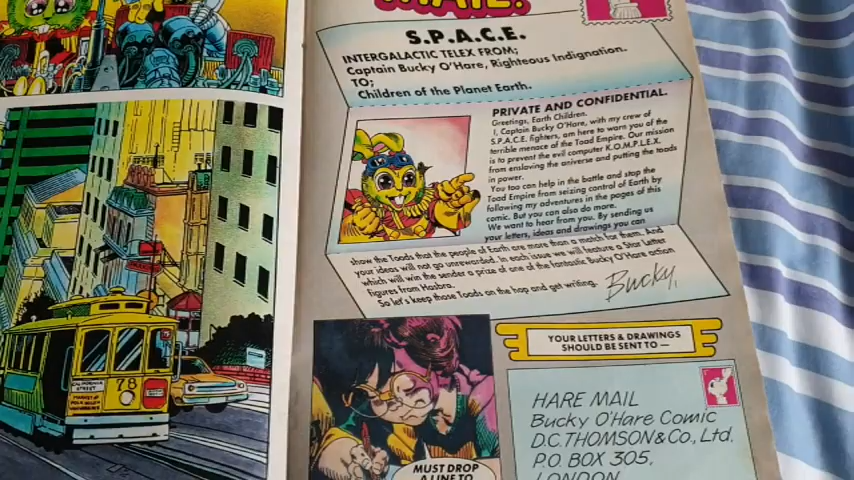 CALIFORNIA
STREET
78
S.P.A.C.E.
INTERGALACTIC TELEX FROM;
Captain Bucky O'Hare, Righteous Indignation.
TO;
Children of the Planet Earth.
PRIVATE AND CONFIDENTIAL.
Greetings, Earth Children.
I, Captain Bucky O'Hare, with my crew of
S.P.A.C.E. fighters, am here to warn you of the
terrible menace of the Toad Empire. Our mission
is to prevent the evil computer K.O.M.P.L.E.X.
from enslaving the universe and putting the toads
in power.
You too can help in the battle and stop the
Toad Empire from seizing control of Earth by
following my adventures in the pages of this
comic. But you can also do more.
We want to hear from you. By sending us
your letters, ideas and drawings you can
show the Toads that the people of Earth are more than a match for them. And
your ideas will not go unrewarded. In each issue we will feature a Star Letter
which will win the sender a prize of one of the fantastic Bucky O'Hare action
figures from Hasbro.
So let's keep those Toads on the hop and get writing.
Bucky,
MUST DROP
A LINE TO
YOUR LETTERS & DRAWINGS
SHOULD BE SENT TO —
HARE MAIL
Bucky O'Hare Comic
D.C. THOMSON & Co., Ltd.
P.O. BOX 305,
LONDON